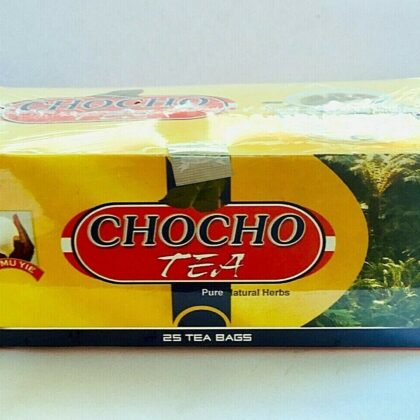 CHOCHO
CHOCHO
TEA
Pure Natural Herbs
MU YIE
25 TEA BAGS